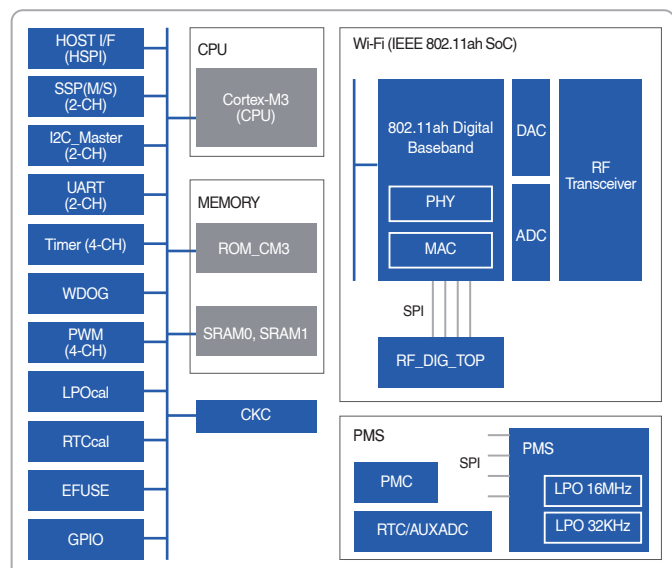 HOST I/F
(HSPI)
SSP(M/S)
(2-CH)
I2C_Master
(2-CH)
UART
(2-CH)
Timer (4-CH)
WDOG
PWM
(4-CH)
LPOcal
RTCcal
EFUSE
GPIO
CPU
Cortex-M3
(CPU)
MEMORY
ROM_CM3
SRAM0, SRAM1
CKC
Wi-Fi (IEEE 802.11ah SoC)
802.11ah Digital
Baseband
PHY
MAC
DAC
ADC
RF
Transceiver
SPI
RF_DIG_TOP
PMS
PMC
RTC/AUXADC
SPI
PMS
LPO 16MHz
LPO 32KHz